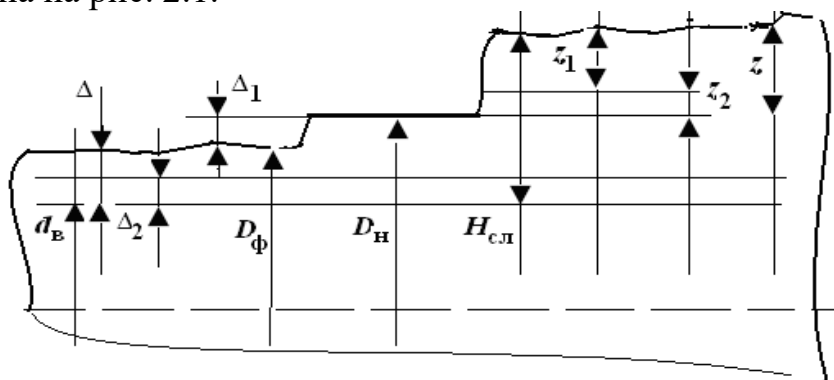 на на рис. 2.1.
z₁
z
Δ
Δ₁
z₂
dв
Δ₂
Dф
Dн
Hсл